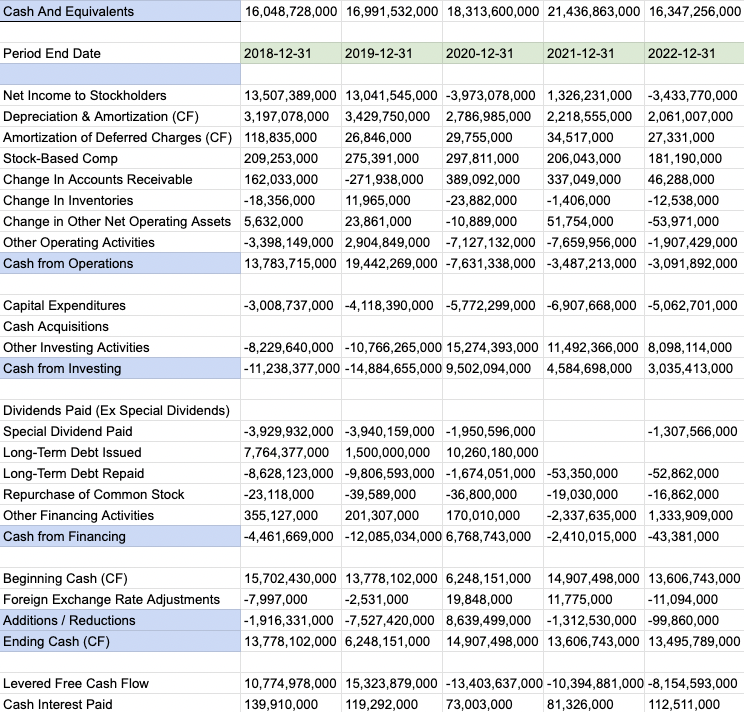 Cash And Equivalents 16,048,728,000 16,991,532,000 18,313,600,000 21,436,863,000 16,347,256,000
Period End Date 2018-12-31 2019-12-31 2020-12-31 2021-12-31 2022-12-31
Net Income to Stockholders 13,507,389,000 13,041,545,000 -3,973,078,000 1,326,231,000 -3,433,770,000
Depreciation & Amortization (CF) 3,197,078,000 3,429,750,000 2,786,985,000 2,218,555,000 2,061,007,000
Amortization of Deferred Charges (CF) 118,835,000 26,846,000 29,755,000 34,517,000 27,331,000
Stock-Based Comp 209,253,000 275,391,000 297,811,000 206,043,000 181,190,000
Change In Accounts Receivable 162,033,000 -271,938,000 389,092,000 337,049,000 46,288,000
Change In Inventories -18,356,000 11,965,000 -23,882,000 -1,406,000 -12,538,000
Change in Other Net Operating Assets 5,632,000 23,861,000 -10,889,000 51,754,000 -53,971,000
Other Operating Activities -3,398,149,000 2,904,849,000 -7,127,132,000 -7,659,956,000 -1,907,429,000
Cash from Operations 13,783,715,000 19,442,269,000 -7,631,338,000 -3,487,213,000 -3,091,892,000
Capital Expenditures -3,008,737,000 -4,118,390,000 -5,772,299,000 -6,907,668,000 -5,062,701,000
Cash Acquisitions
Other Investing Activities -8,229,640,000 -10,766,265,000 15,274,393,000 11,492,366,000 8,098,114,000
Cash from Investing -11,238,377,000 -14,884,655,000 9,502,094,000 4,584,698,000 3,035,413,000
Dividends Paid (Ex Special Dividends)
Special Dividend Paid -3,929,932,000 -3,940,159,000 -1,950,596,000 -1,307,566,000
Long-Term Debt Issued 7,764,377,000 1,500,000,000 10,260,180,000
Long-Term Debt Repaid -8,628,123,000 -9,806,593,000 -1,674,051,000 -53,350,000 -52,862,000
Repurchase of Common Stock -23,118,000 -39,589,000 -36,800,000 -19,030,000 -16,862,000
Other Financing Activities 355,127,000 201,307,000 170,010,000 -2,337,635,000 1,333,909,000
Cash from Financing -4,461,669,000 -12,085,034,000 6,768,743,000 -2,410,015,000 -43,381,000
Beginning Cash (CF) 15,702,430,000 13,778,102,000 6,248,151,000 14,907,498,000 13,606,743,000
Foreign Exchange Rate Adjustments -7,997,000 -2,531,000 19,848,000 11,775,000 -11,094,000
Additions / Reductions -1,916,331,000 -7,527,420,000 8,639,499,000 -1,312,530,000 -99,860,000
Ending Cash (CF) 13,778,102,000 6,248,151,000 14,907,498,000 13,606,743,000 13,495,789,000
Levered Free Cash Flow 10,774,978,000 15,323,879,000 -13,403,637,000 -10,394,881,000 -8,154,593,000
Cash Interest Paid 139,910,000 119,292,000 73,003,000 81,326,000 112,511,000